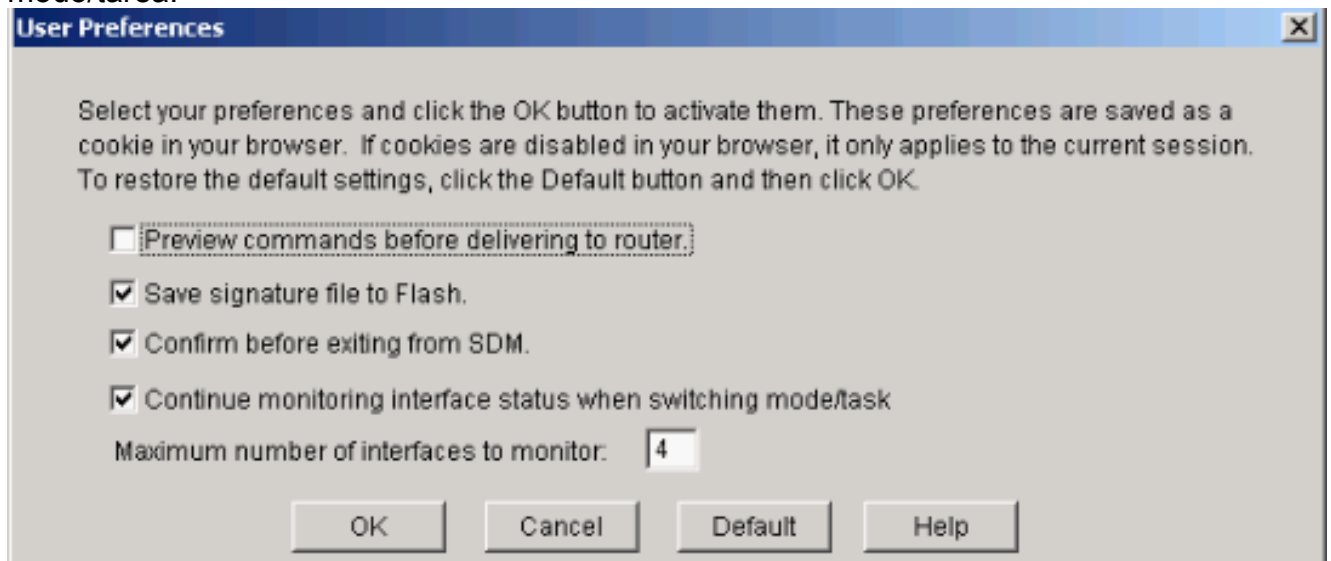 modo/tarea.
User Preferences
Select your preferences and click the OK button to activate them. These preferences are saved as a
cookie in your browser. If cookies are disabled in your browser, it only applies to the current session.
To restore the default settings, click the Default button and then click OK.
Preview commands before delivering to router.
Save signature file to Flash.
Confirm before exiting from SDM.
Continue monitoring interface status when switching mode/task
Maximum number of interfaces to monitor: 4
OK Cancel Default Help